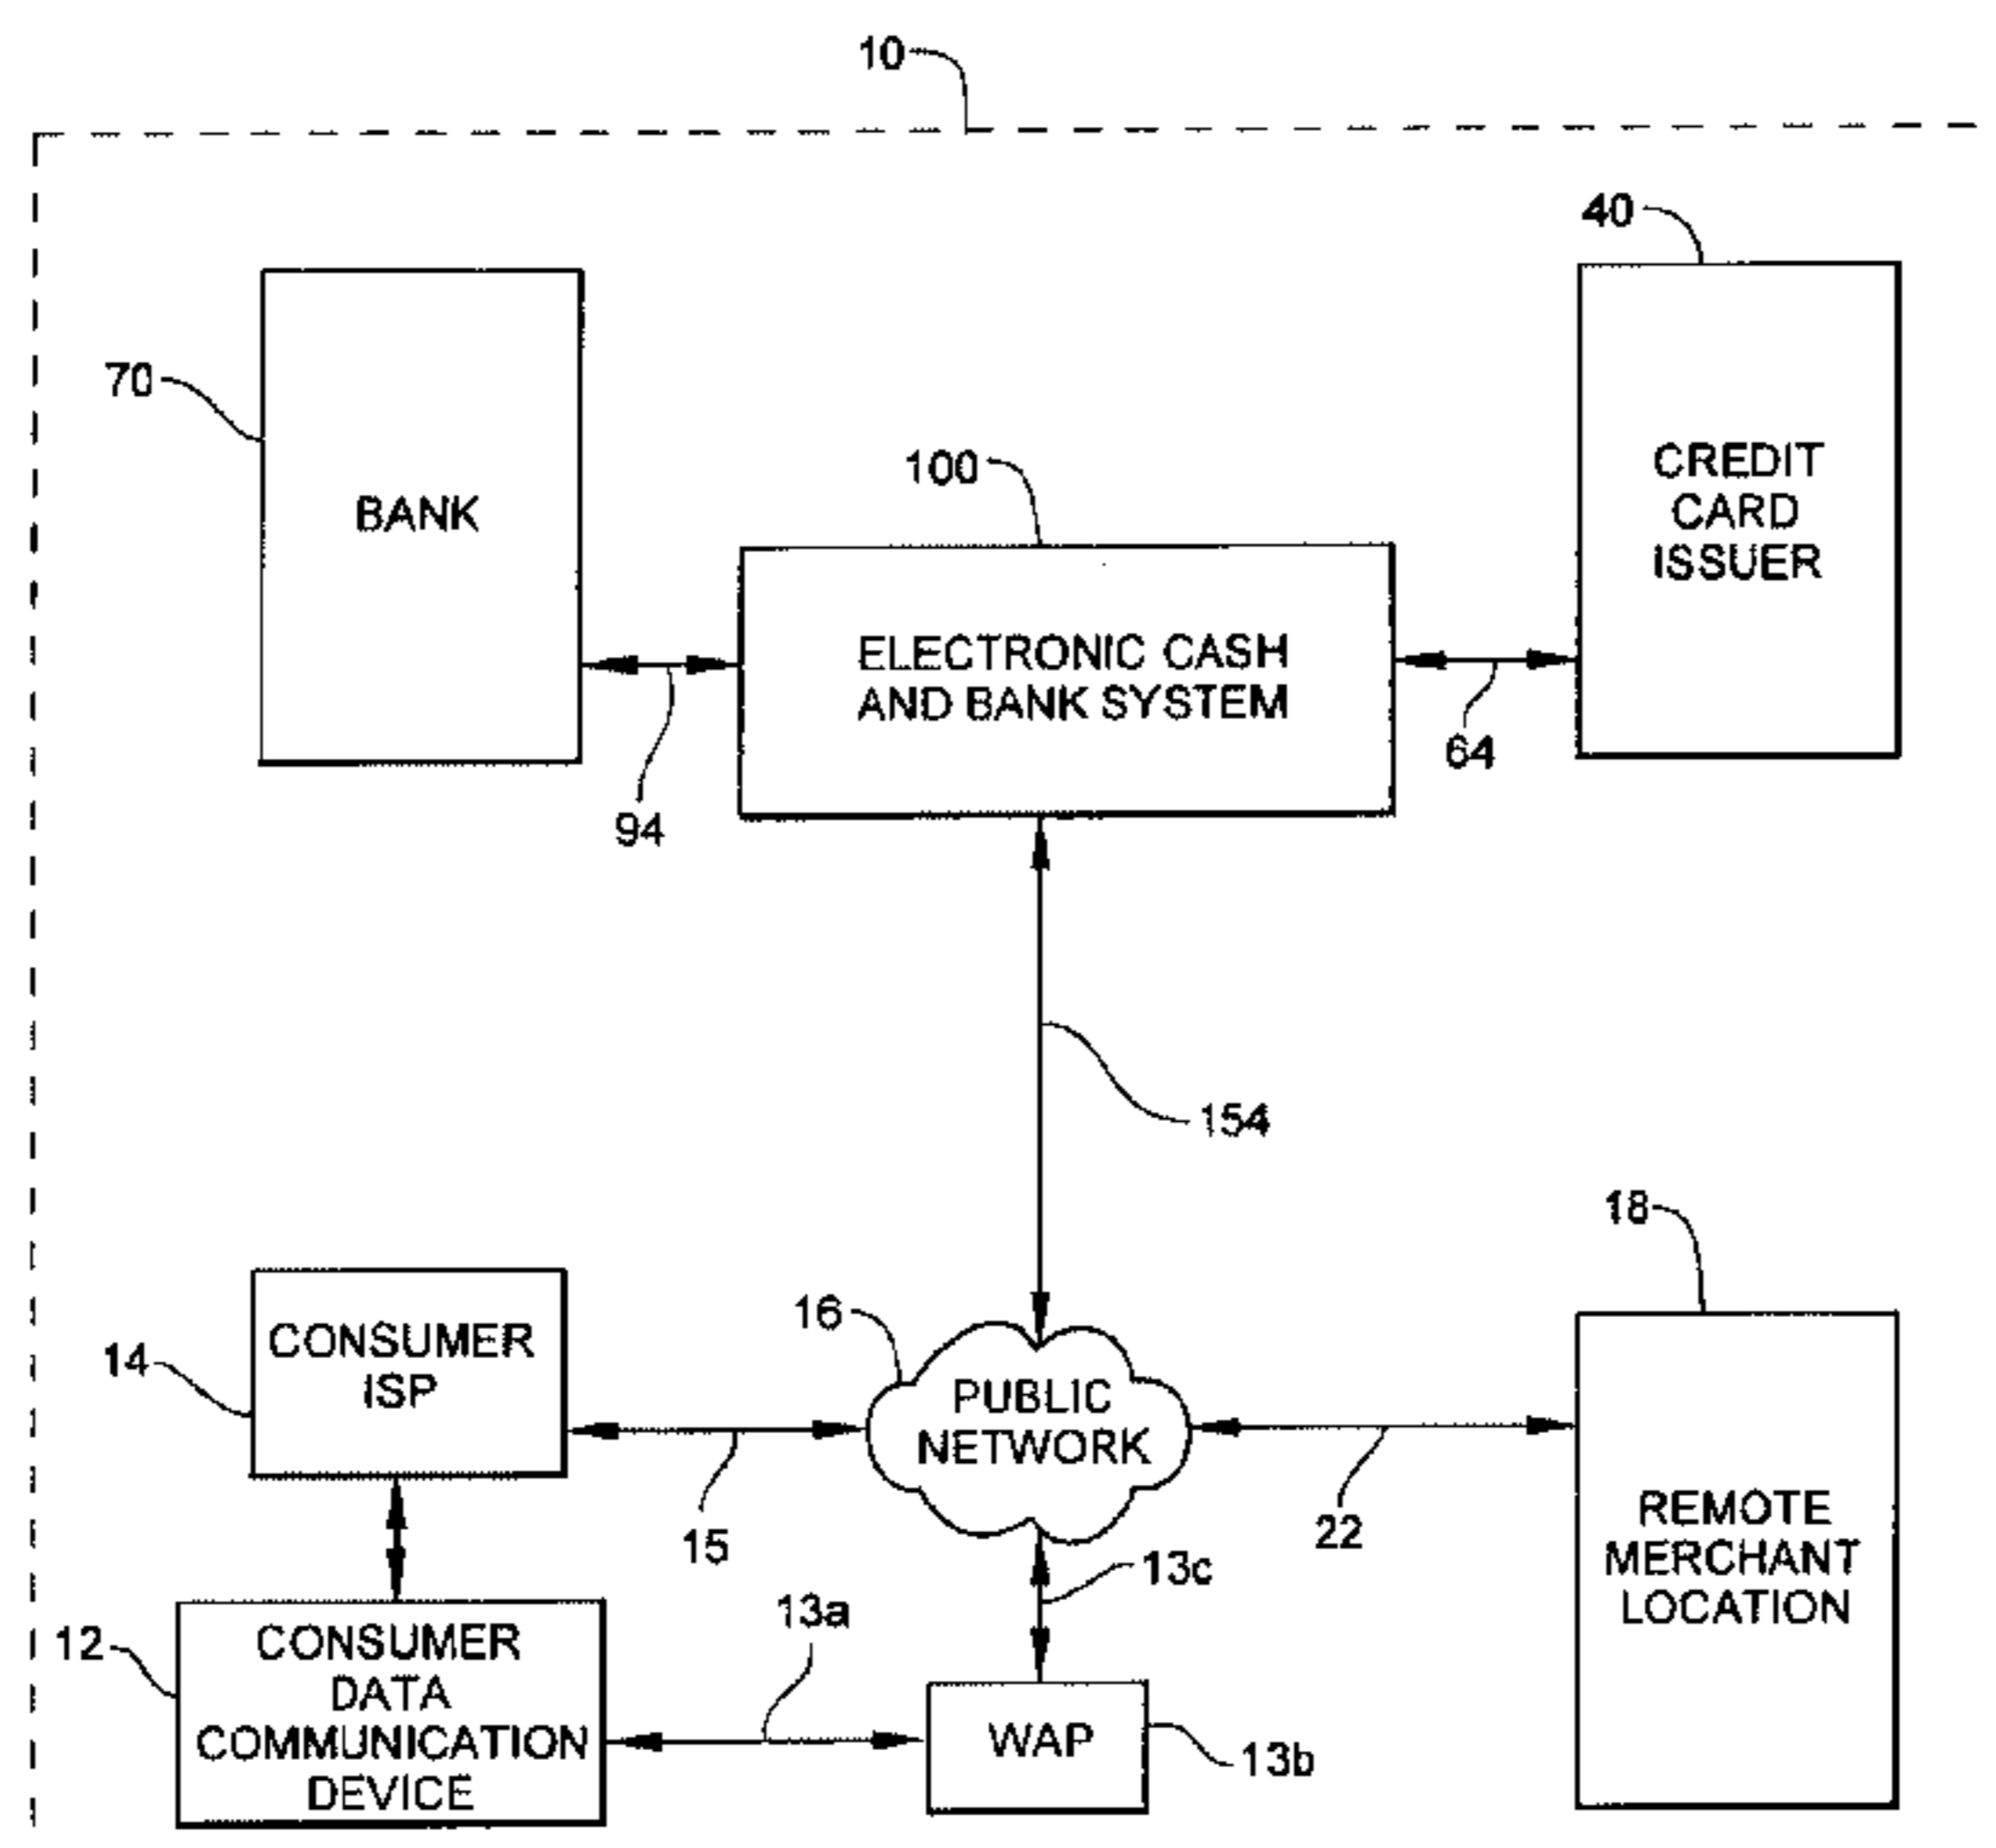 10
40
70
BANK
100
CREDIT
CARD
ISSUER
ELECTRONIC CASH
AND BANK SYSTEM
64
94
154
18
16
14
CONSUMER
ISP
PUBLIC
NETWORK
15
22
REMOTE
MERCHANT
LOCATION
13c
13a
12
CONSUMER
DATA
COMMUNICATION
DEVICE
WAP
13b